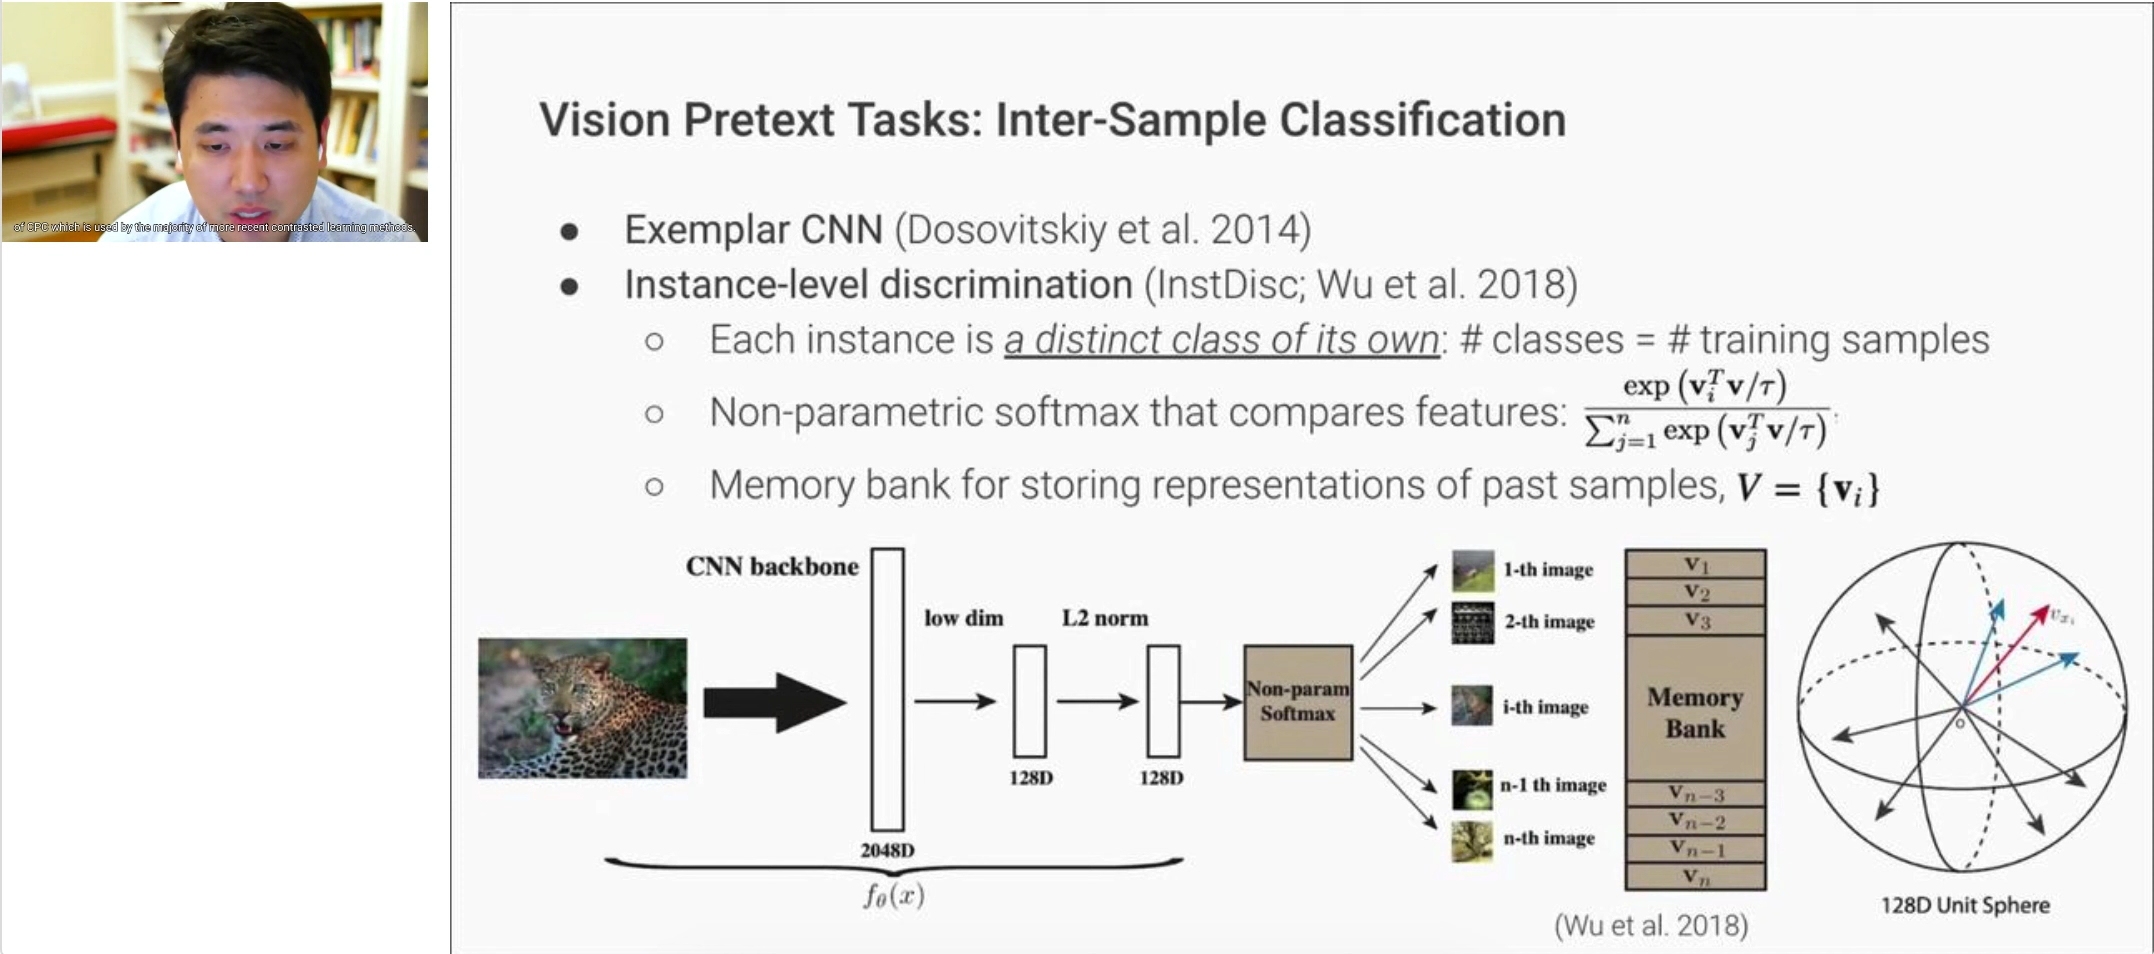 of CPC which is used by the majority of more recent contrasted learning methods.
Vision Pretext Tasks: Inter-Sample Classification
● Exemplar CNN (Dosovitskiy et al. 2014)
● Instance-level discrimination (InstDisc; Wu et al. 2018)
○ Each instance is a distinct class of its own: # classes = # training samples
○ Non-parametric softmax that compares features: exp (v_i^T v/τ) / ∑_{j=1}^n exp (v_j^T v/τ) .
○ Memory bank for storing representations of past samples, V = {v_i}
CNN backbone
2048D
low dim
128D
L2 norm
128D
f_θ(x)
Non-param
Softmax
1-th image
2-th image
i-th image
n-1 th image
n-th image
v_1
v_2
v_3
Memory
Bank
v_{n-3}
v_{n-2}
v_{n-1}
v_n
v_{x_i}
O
128D Unit Sphere
(Wu et al. 2018)